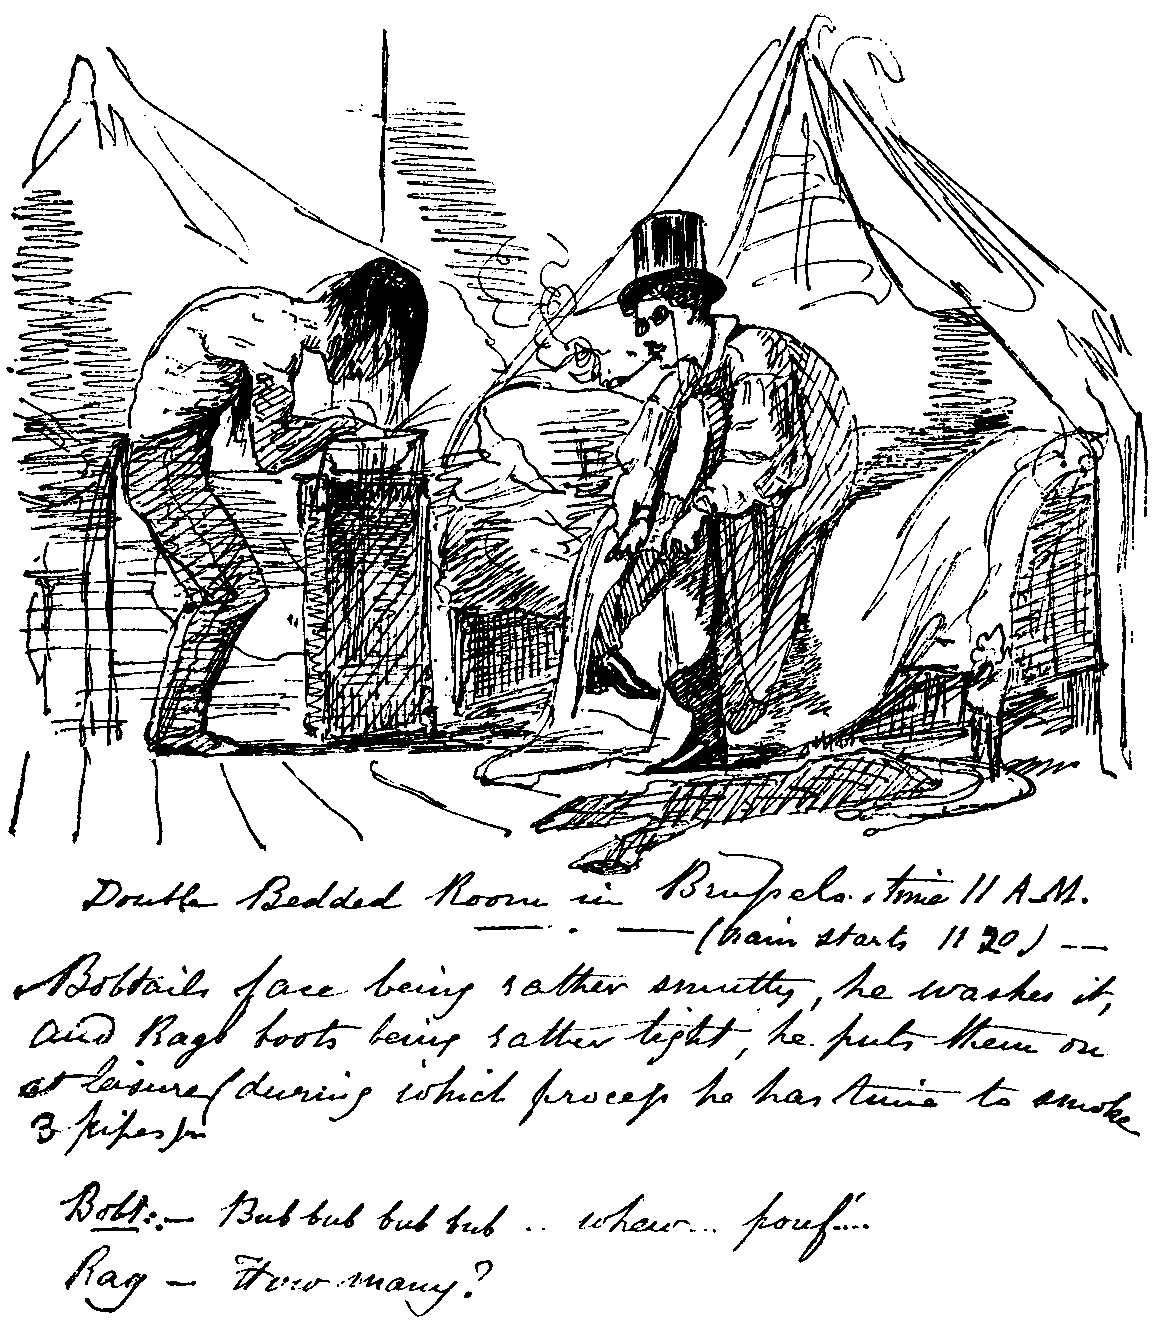 Double Bedded Room in Brussels. time 11 A.M.
(train starts 11 20)
Bobtails face being rather smutty, he washes it,
and Rags boots being rather tight, he puts them on
at leisure (during which process he has time to smoke
3 pipes)
Bobt:— Bub bub bub bub .. whew... pouf....
Rag — How many?